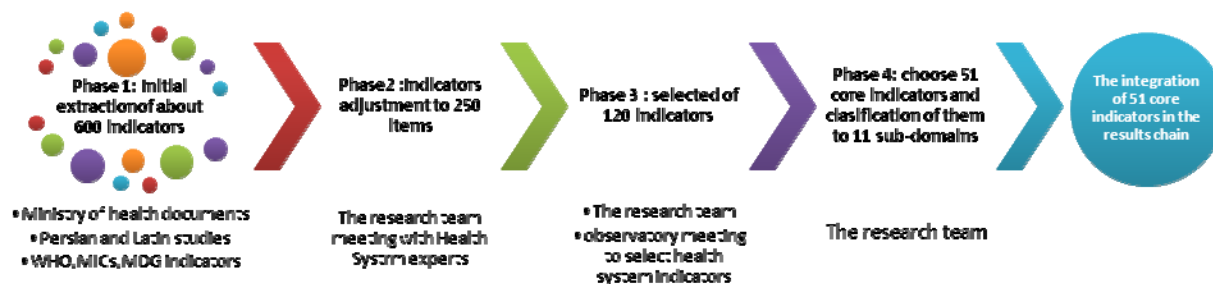 Phase 1: Initial
extractionof about
600 indicators
• Ministry of health documents
• Persian and Latin studies
• WHO,MICs,MDG indicators
Phase2 :Indicators
adjustment to 250
items
The research team
meeting with Health
System experts
Phase 3 : selected of
120 indicators
• The research team
• observatory meeting
to select health
system indicators
Phase 4: choose 51
core indicators and
clasification of them
to 11 sub-domains
The research team
The integration
of 51 core
indicators in the
results chain